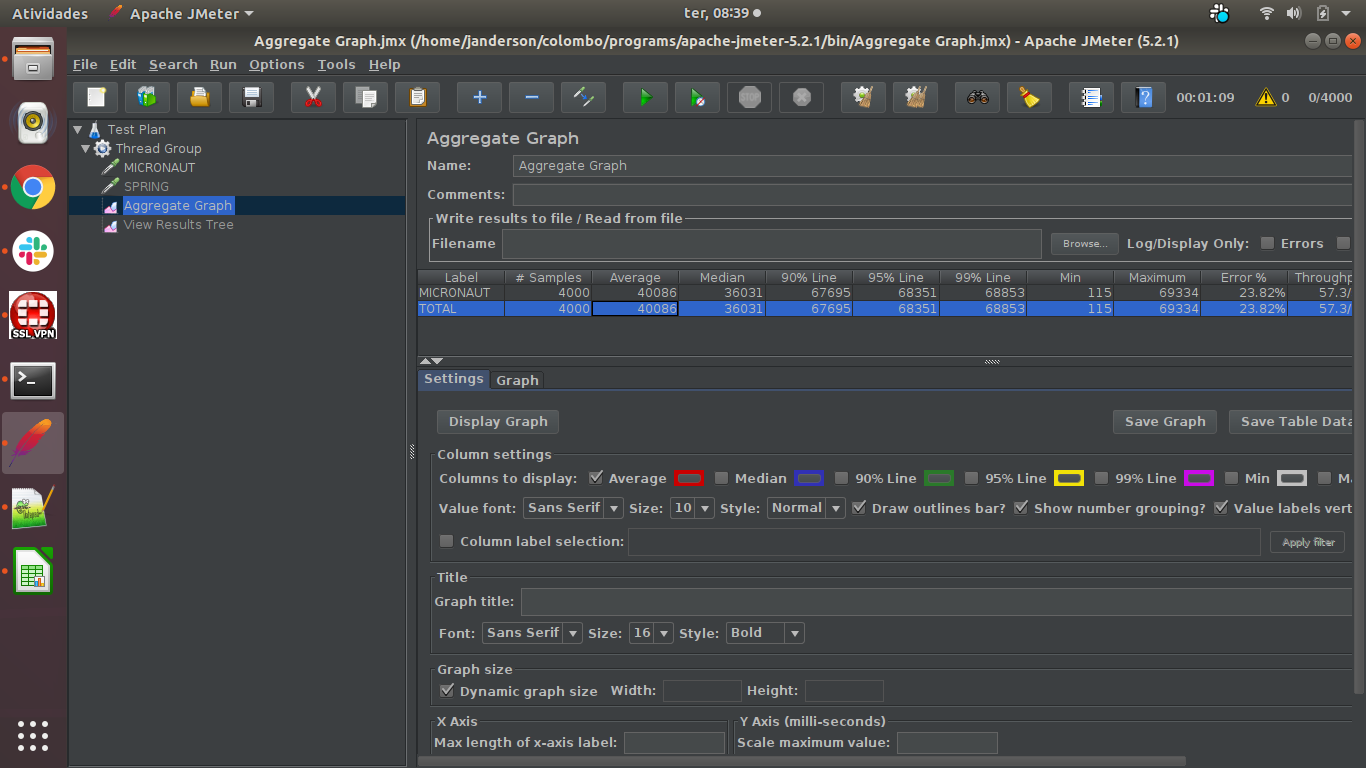 Atividades Apache JMeter ter, 08:39
Aggregate Graph.jmx (/home/janderson/colombo/programs/apache-jmeter-5.2.1/bin/Aggregate Graph.jmx) - Apache JMeter (5.2.1)
File Edit Search Run Options Tools Help
STOP 00:01:09 0 0/4000
Test Plan
Thread Group
MICRONAUT
SPRING
Aggregate Graph
View Results Tree
SSL VPN
Aggregate Graph
Name: Aggregate Graph
Comments:
Write results to file / Read from file
Filename Browse... Log/Display Only: Errors
Label # Samples Average Median 90% Line 95% Line 99% Line Min Maximum Error % Throughp
MICRONAUT 4000 40086 36031 67695 68351 68853 115 69334 23.82% 57.3/
TOTAL 4000 40086 36031 67695 68351 68853 115 69334 23.82% 57.3/
Settings Graph
Display Graph Save Graph Save Table Data
Column settings
Columns to display: Average Median 90% Line 95% Line 99% Line Min Ma
Value font: Sans Serif Size: 10 Style: Normal Draw outlines bar? Show number grouping? Value labels vert
Column label selection: Apply filter
Title
Graph title:
Font: Sans Serif Size: 16 Style: Bold
Graph size
Dynamic graph size Width: Height:
X Axis Y Axis (milli-seconds)
Max length of x-axis label: Scale maximum value: